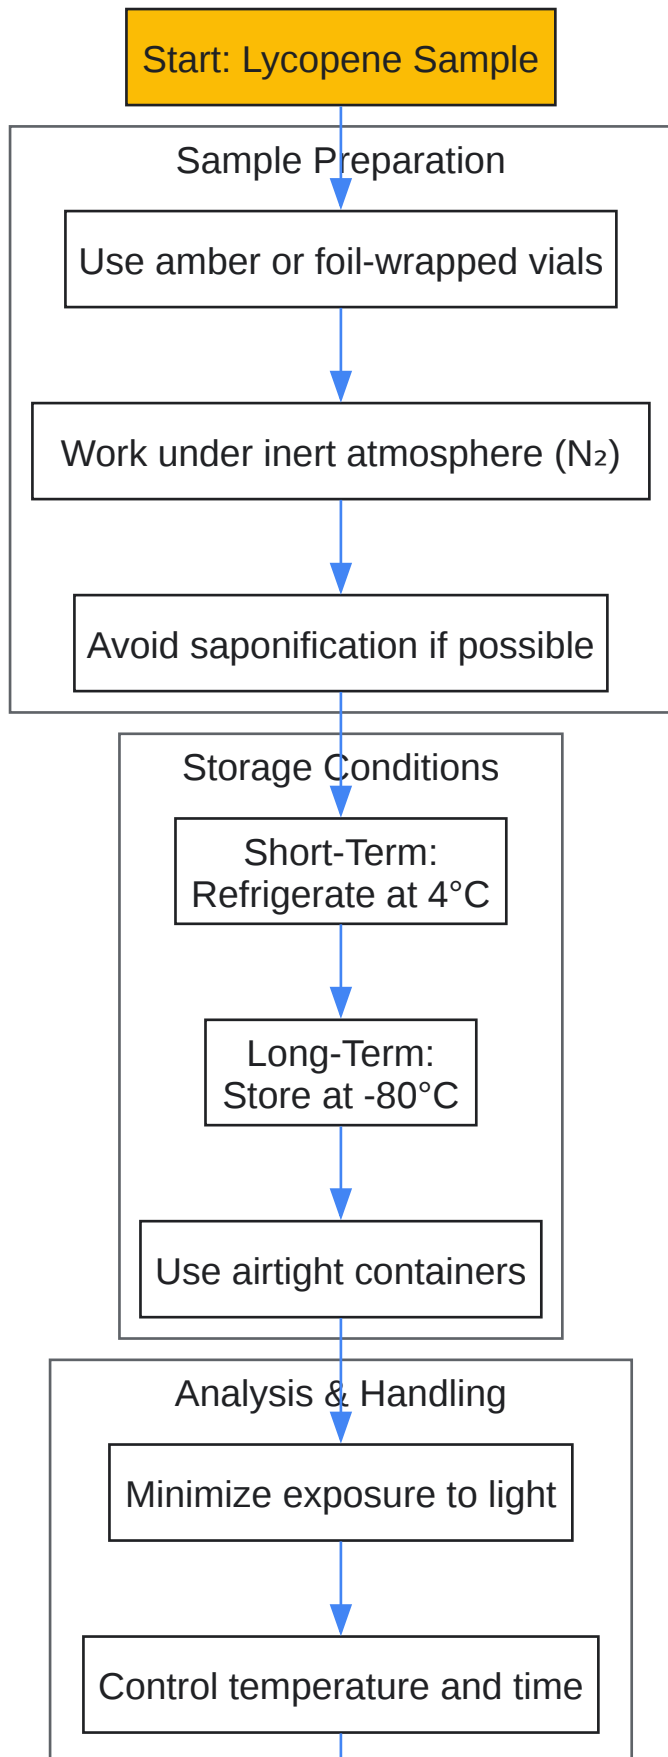 Start: Lycopene Sample
Sample Preparation
Use amber or foil-wrapped vials
Work under inert atmosphere (N₂)
Avoid saponification if possible
Storage Conditions
Short-Term:
Refrigerate at 4°C
Long-Term:
Store at -80°C
Use airtight containers
Analysis & Handling
Minimize exposure to light
Control temperature and time